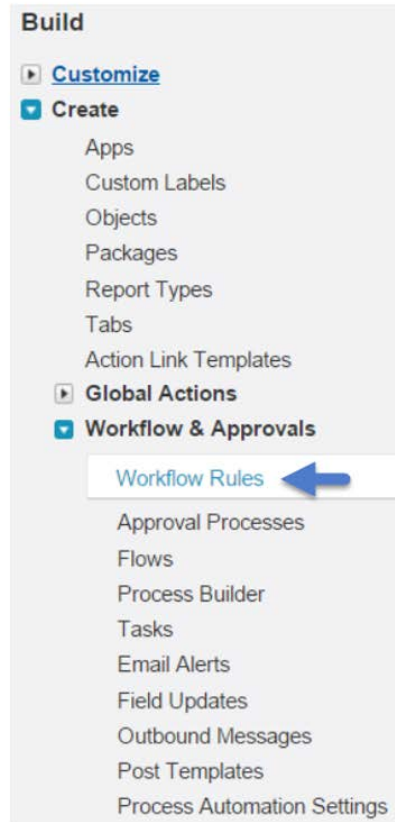 Build
Customize
Create
Apps
Custom Labels
Objects
Packages
Report Types
Tabs
Action Link Templates
Global Actions
Workflow & Approvals
Workflow Rules
Approval Processes
Flows
Process Builder
Tasks
Email Alerts
Field Updates
Outbound Messages
Post Templates
Process Automation Settings